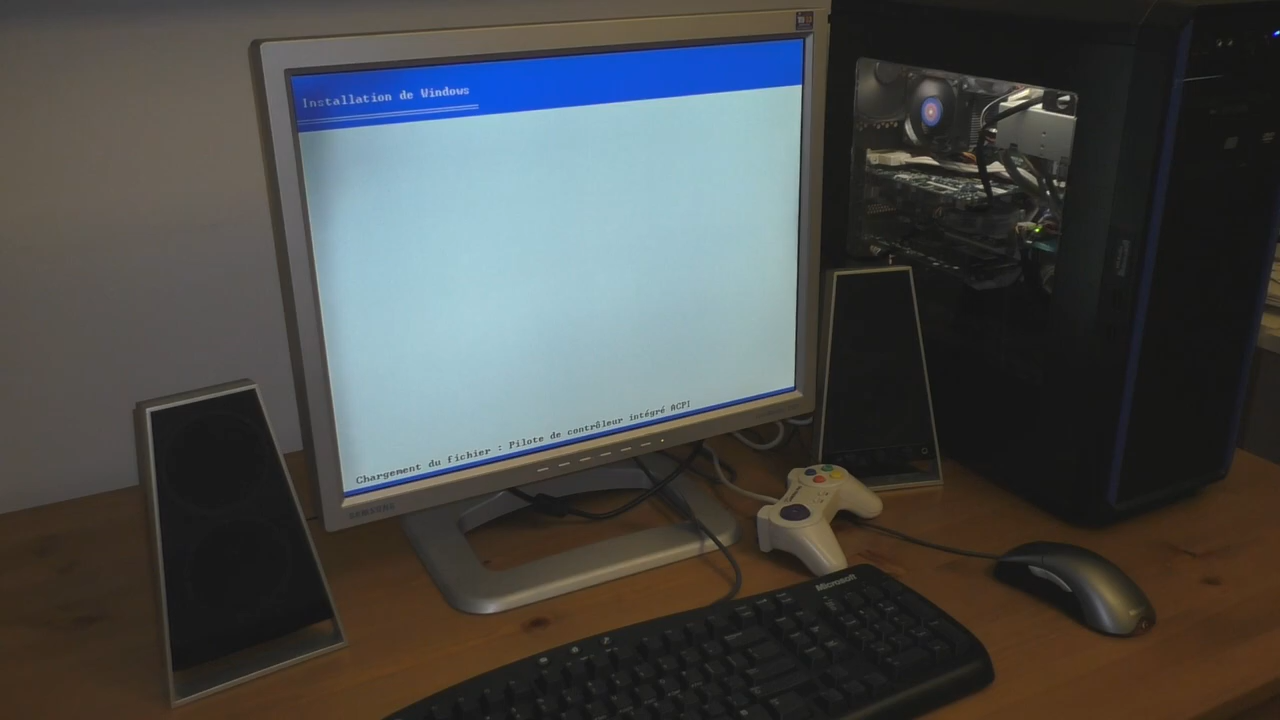 Installation de Windows
Chargement du fichier : Pilote de contrôleur intégré ACPI
SAMSUNG
Microsoft